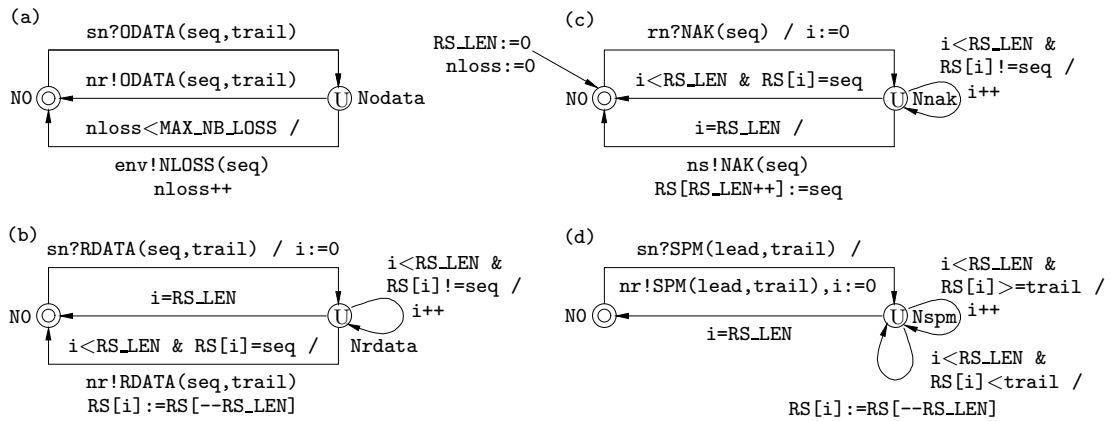 (a)
sn?ODATA(seq,trail)
nr!ODATA(seq,trail)
N0
U
Nodata
nloss<MAX_NB_LOSS /
env!NLOSS(seq)
nloss++
(c)
RS_LEN:=0
nloss:=0
rn?NAK(seq) / i:=0
i<RS_LEN &
RS[i]!=seq /
i++
i<RS_LEN & RS[i]=seq
N0
U
Nnak
i=RS_LEN /
ns!NAK(seq)
RS[RS_LEN++]:=seq
(b)
sn?RDATA(seq,trail) / i:=0
i<RS_LEN &
RS[i]!=seq /
i++
i=RS_LEN
N0
U
Nrdata
i<RS_LEN & RS[i]=seq /
nr!RDATA(seq,trail)
RS[i]:=RS[--RS_LEN]
(d)
sn?SPM(lead,trail) /
nr!SPM(lead,trail),i:=0
i<RS_LEN &
RS[i]>=trail /
i++
N0
U
Nspm
i=RS_LEN
i<RS_LEN &
RS[i]<trail /
RS[i]:=RS[--RS_LEN]